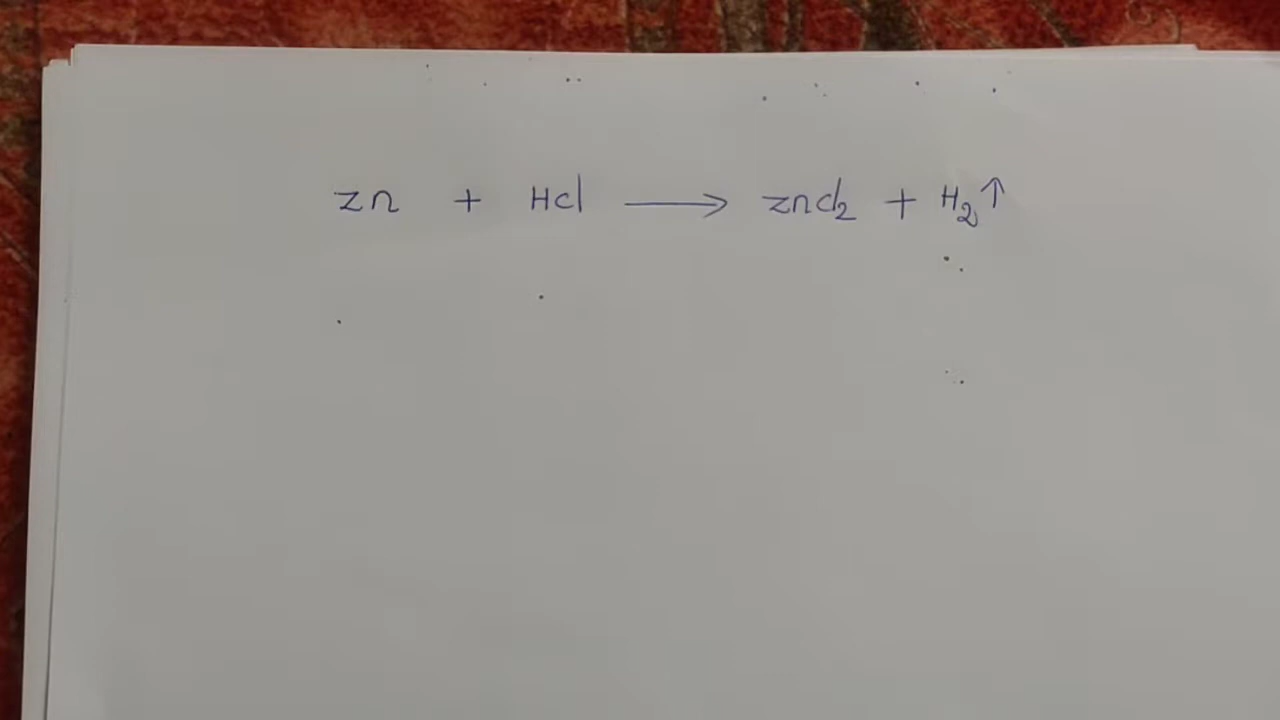 Zn + HCl ⟶ ZnCl₂ + H₂↑